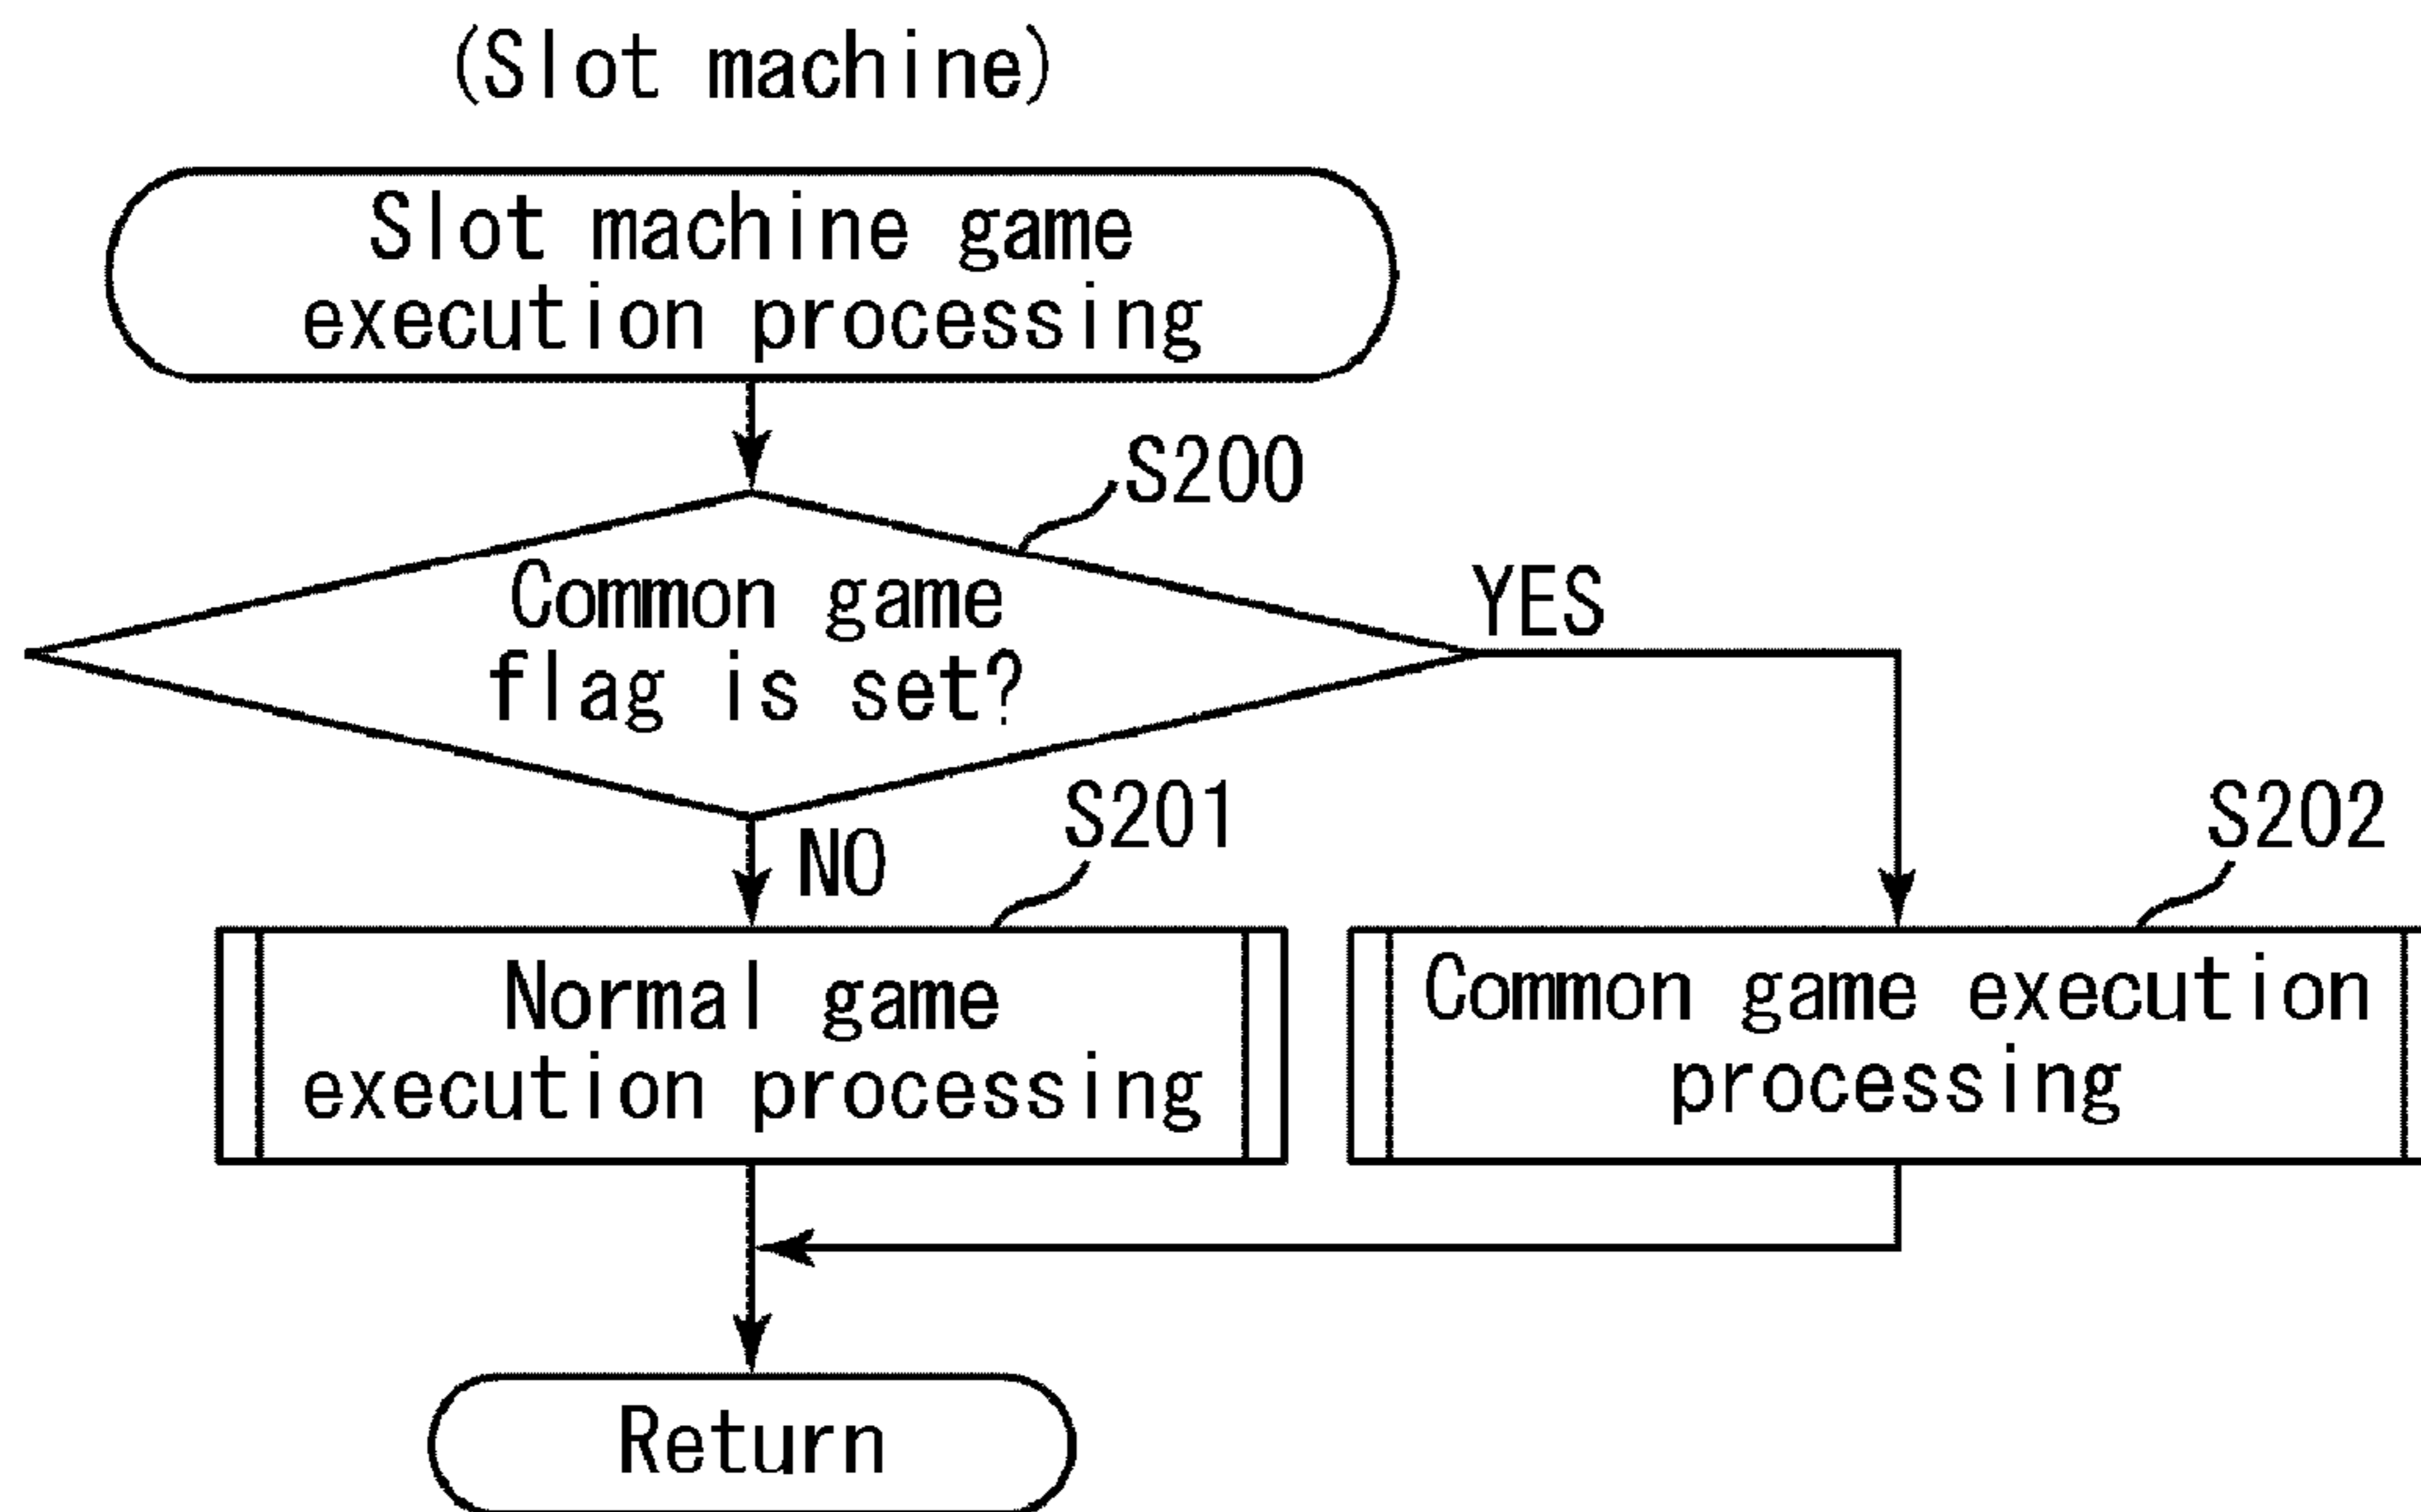 (Slot machine)
Slot machine game
execution processing
S200
Common game
flag is set?
YES
NO
S201
S202
Normal game
execution processing
Common game execution
processing
Return